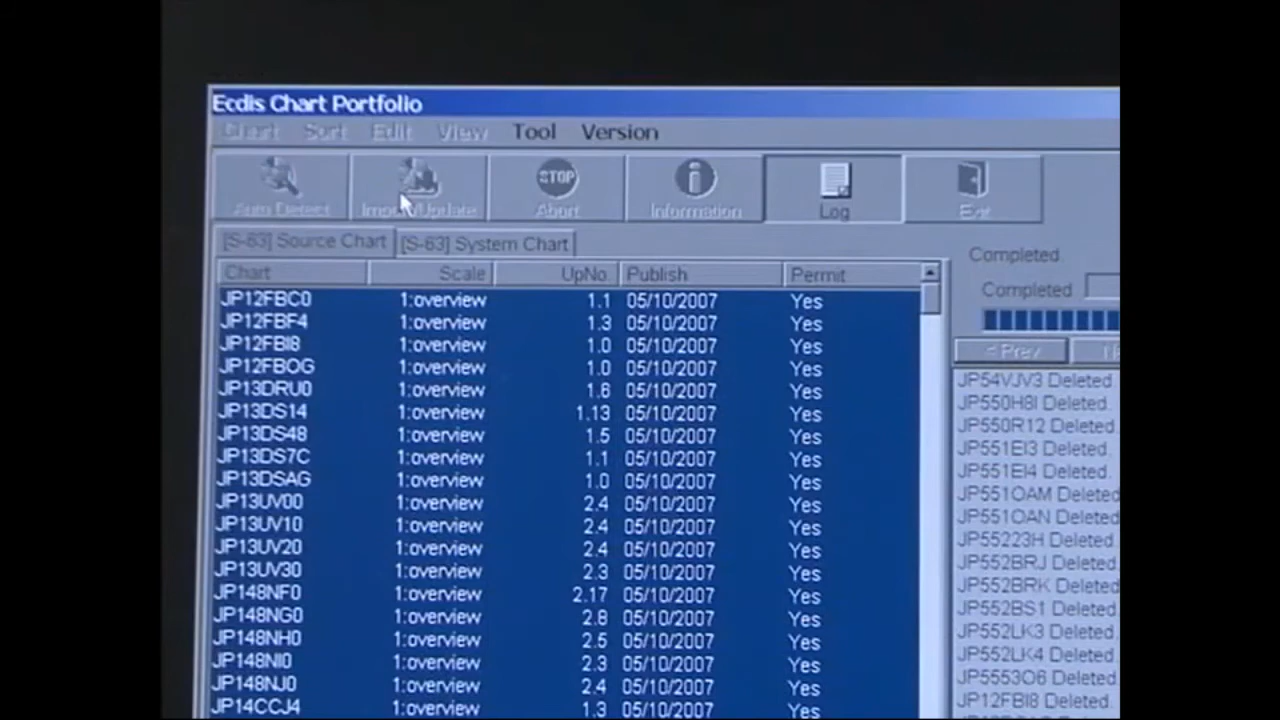 Ecdis Chart Portfolio
Chart Sort Edit View Tool Version
Auto Detect Import/Update STOP Abort Information Log Exit
[S-63] Source Chart [S-63] System Chart
Completed
Chart Scale UpNo Publish Permit
Completed
JP12FBC0 1:overview 1.1 05/10/2007 Yes
JP12FBF4 1:overview 1.3 05/10/2007 Yes
JP12FBI8 1:overview 1.0 05/10/2007 Yes
JP12FBOG 1:overview 1.0 05/10/2007 Yes
JP13DRU0 1:overview 1.6 05/10/2007 Yes
JP13DS14 1:overview 1.13 05/10/2007 Yes
JP13DS48 1:overview 1.5 05/10/2007 Yes
JP13DS7C 1:overview 1.1 05/10/2007 Yes
JP13DSAG 1:overview 1.0 05/10/2007 Yes
JP13UV00 1:overview 2.4 05/10/2007 Yes
JP13UV10 1:overview 2.4 05/10/2007 Yes
JP13UV20 1:overview 2.4 05/10/2007 Yes
JP13UV30 1:overview 2.3 05/10/2007 Yes
JP148NF0 1:overview 2.17 05/10/2007 Yes
JP148NG0 1:overview 2.8 05/10/2007 Yes
JP148NH0 1:overview 2.5 05/10/2007 Yes
JP148NI0 1:overview 2.3 05/10/2007 Yes
JP148NJ0 1:overview 2.4 05/10/2007 Yes
JP14CCJ4 1:overview 1.3 05/10/2007 Yes
< Prev
JP54VJV3 Deleted.
JP550H8I Deleted.
JP550R12 Deleted.
JP551EI3 Deleted.
JP551EI4 Deleted.
JP551OAM Deleted
JP551OAN Deleted
JP55223H Deleted.
JP552BRJ Deleted.
JP552BRK Deleted.
JP552BS1 Deleted.
JP552LK3 Deleted.
JP552LK4 Deleted.
JP5553O6 Deleted.
JP12FBI8 Deleted